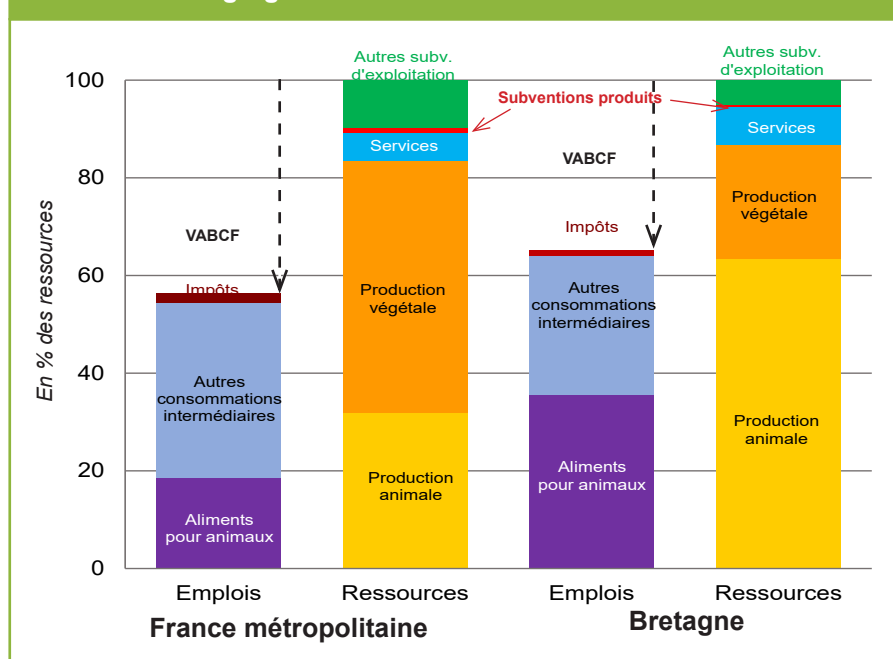 Autres subv.
d'exploitation
Autres subv.
d'exploitation
100
80
60
40
20
0
En % des ressources
Subventions produits
Services
Services
VABCF
VABCF
Production
végétale
Production
végétale
Impôts
Impôts
Autres
consommations
intermédiaires
Autres
consommations
intermédiaires
Production
animale
Production
animale
Aliments
pour animaux
Aliments
pour animaux
Emplois
Ressources
Emplois
Ressources
France métropolitaine
Bretagne